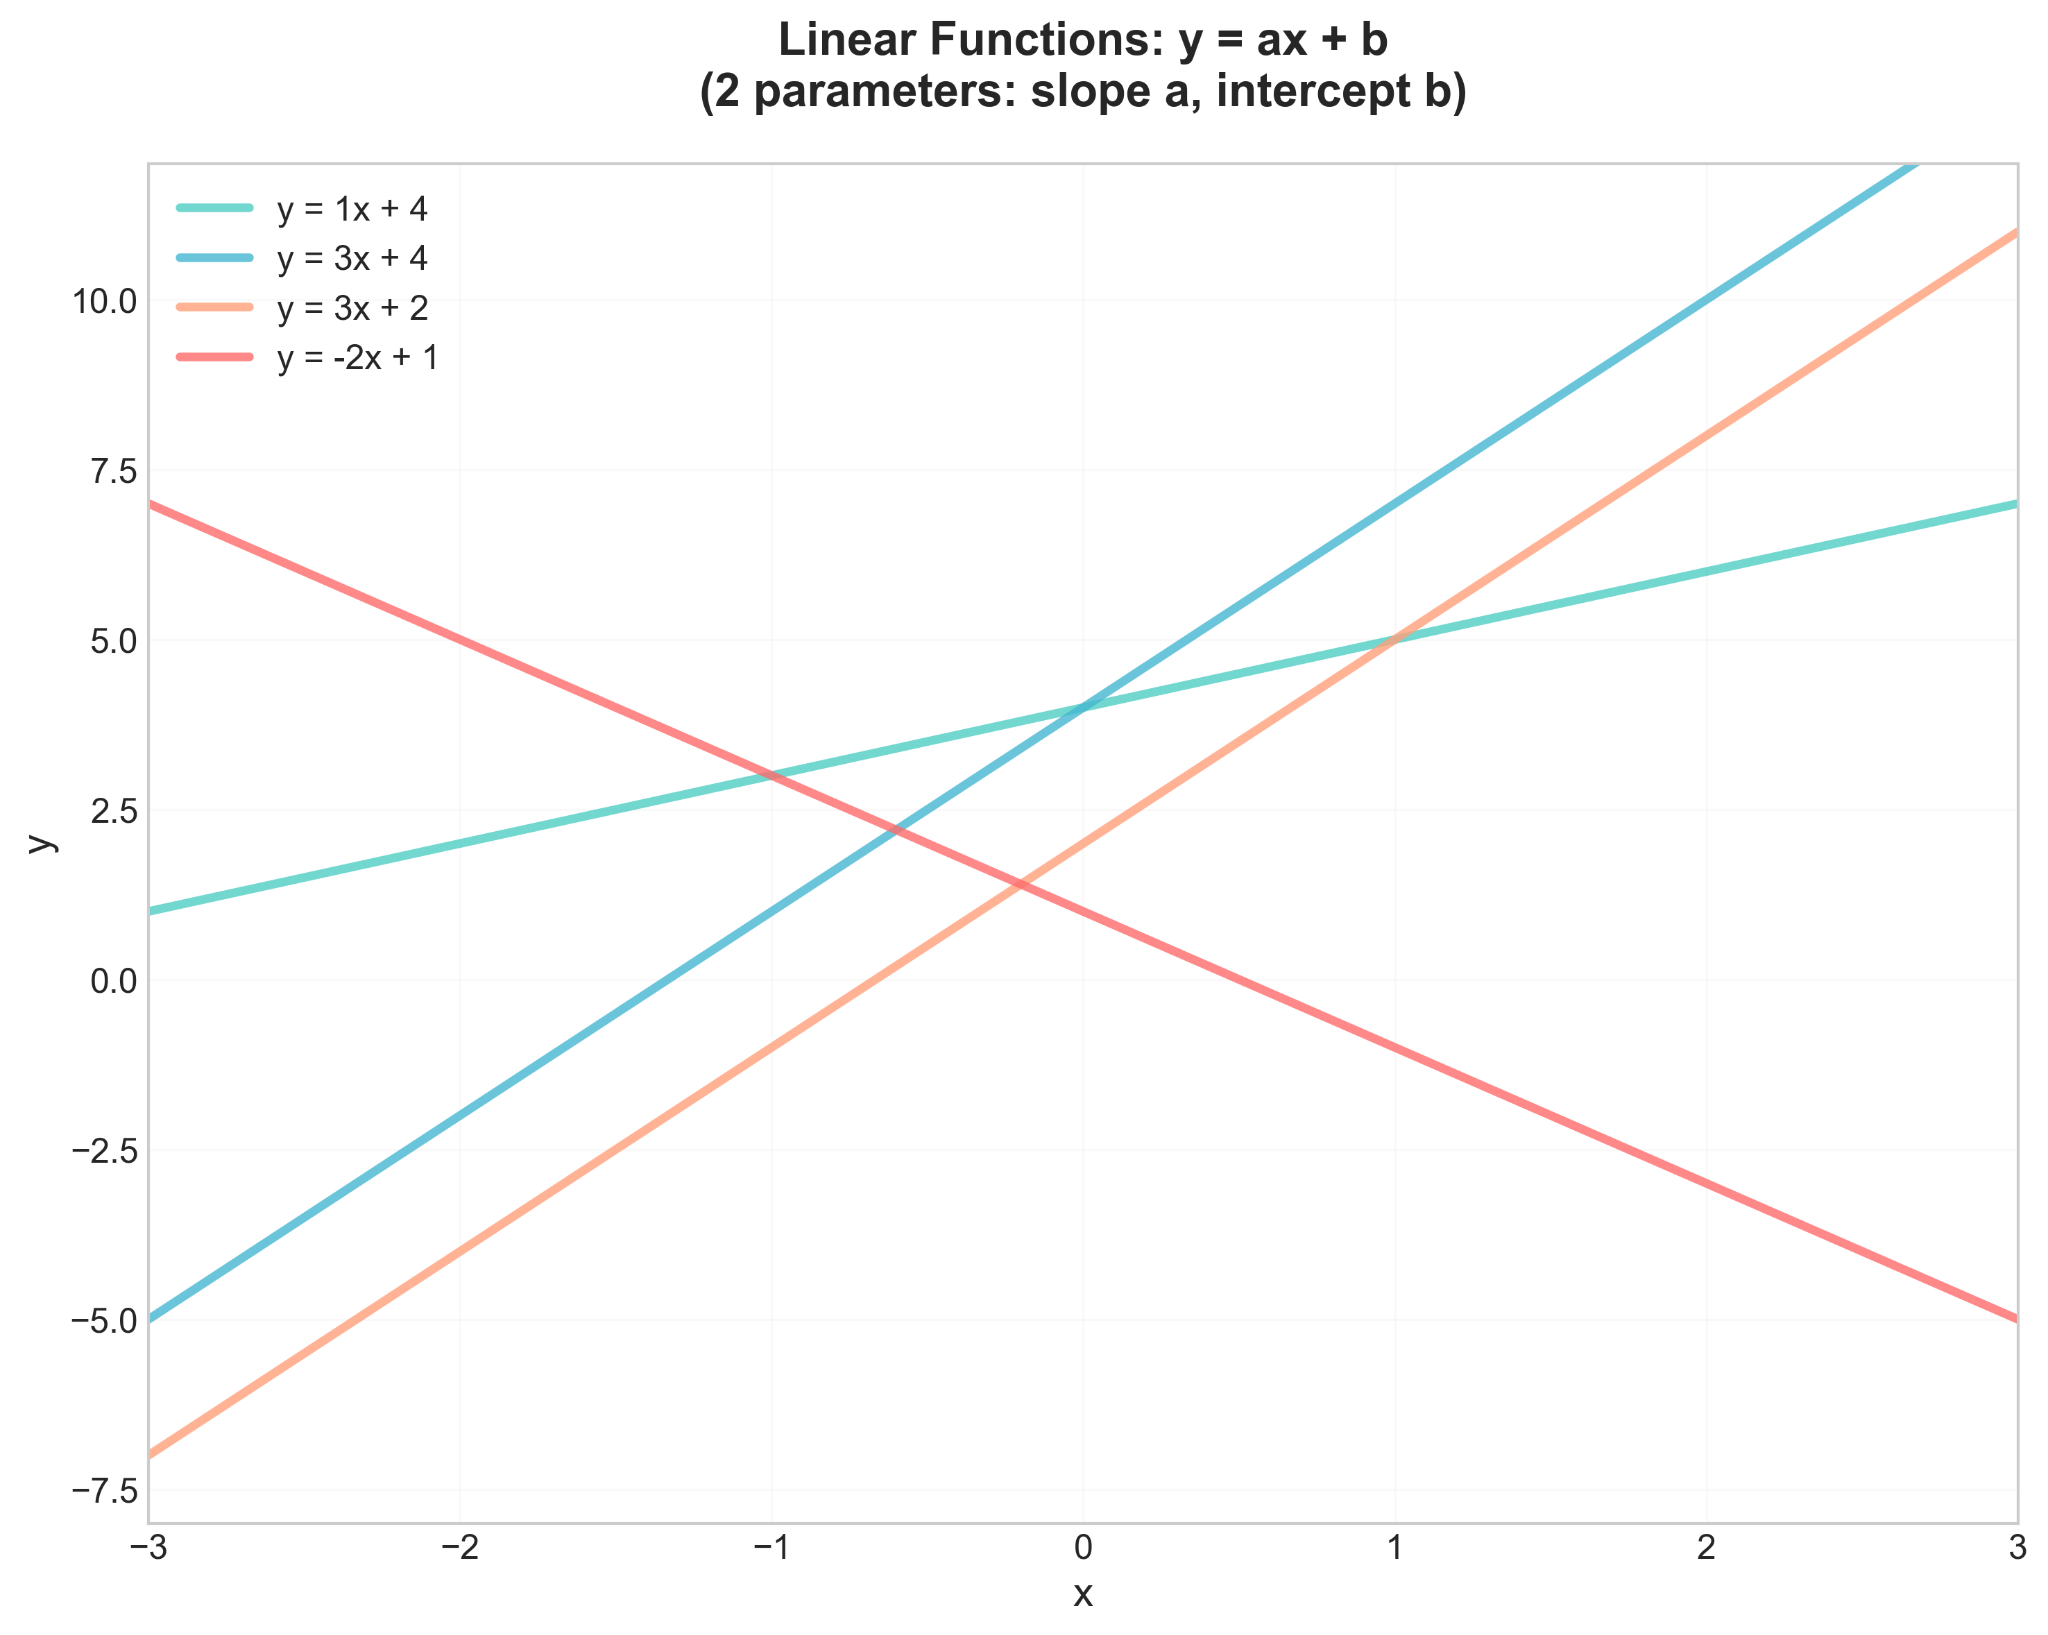 Linear Functions: y = ax + b
(2 parameters: slope a, intercept b)
y = 1x + 4
y = 3x + 4
y = 3x + 2
y = -2x + 1
10.0
7.5
5.0
2.5
0.0
−2.5
−5.0
−7.5
y
−3 −2 −1 0 1 2 3
x